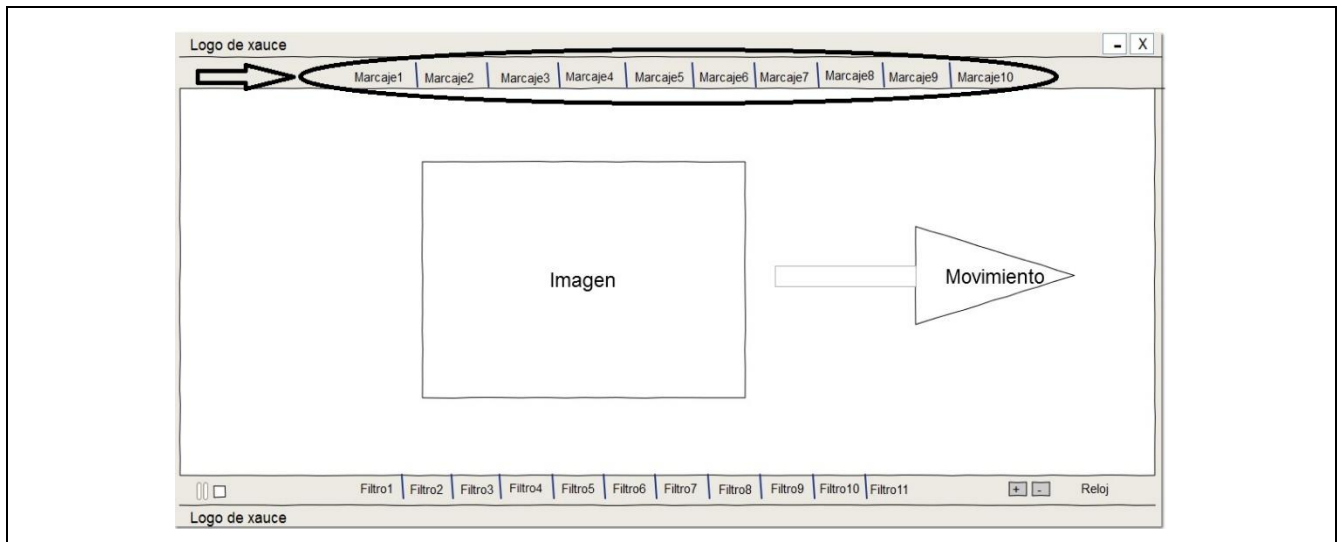 Logo de xauce - X
Marcaje1 Marcaje2 Marcaje3 Marcaje4 Marcaje5 Marcaje6 Marcaje7 Marcaje8 Marcaje9 Marcaje10
Imagen
Movimiento
Filtro1 Filtro2 Filtro3 Filtro4 Filtro5 Filtro6 Filtro7 Filtro8 Filtro9 Filtro10 Filtro11 + - Reloj
Logo de xauce